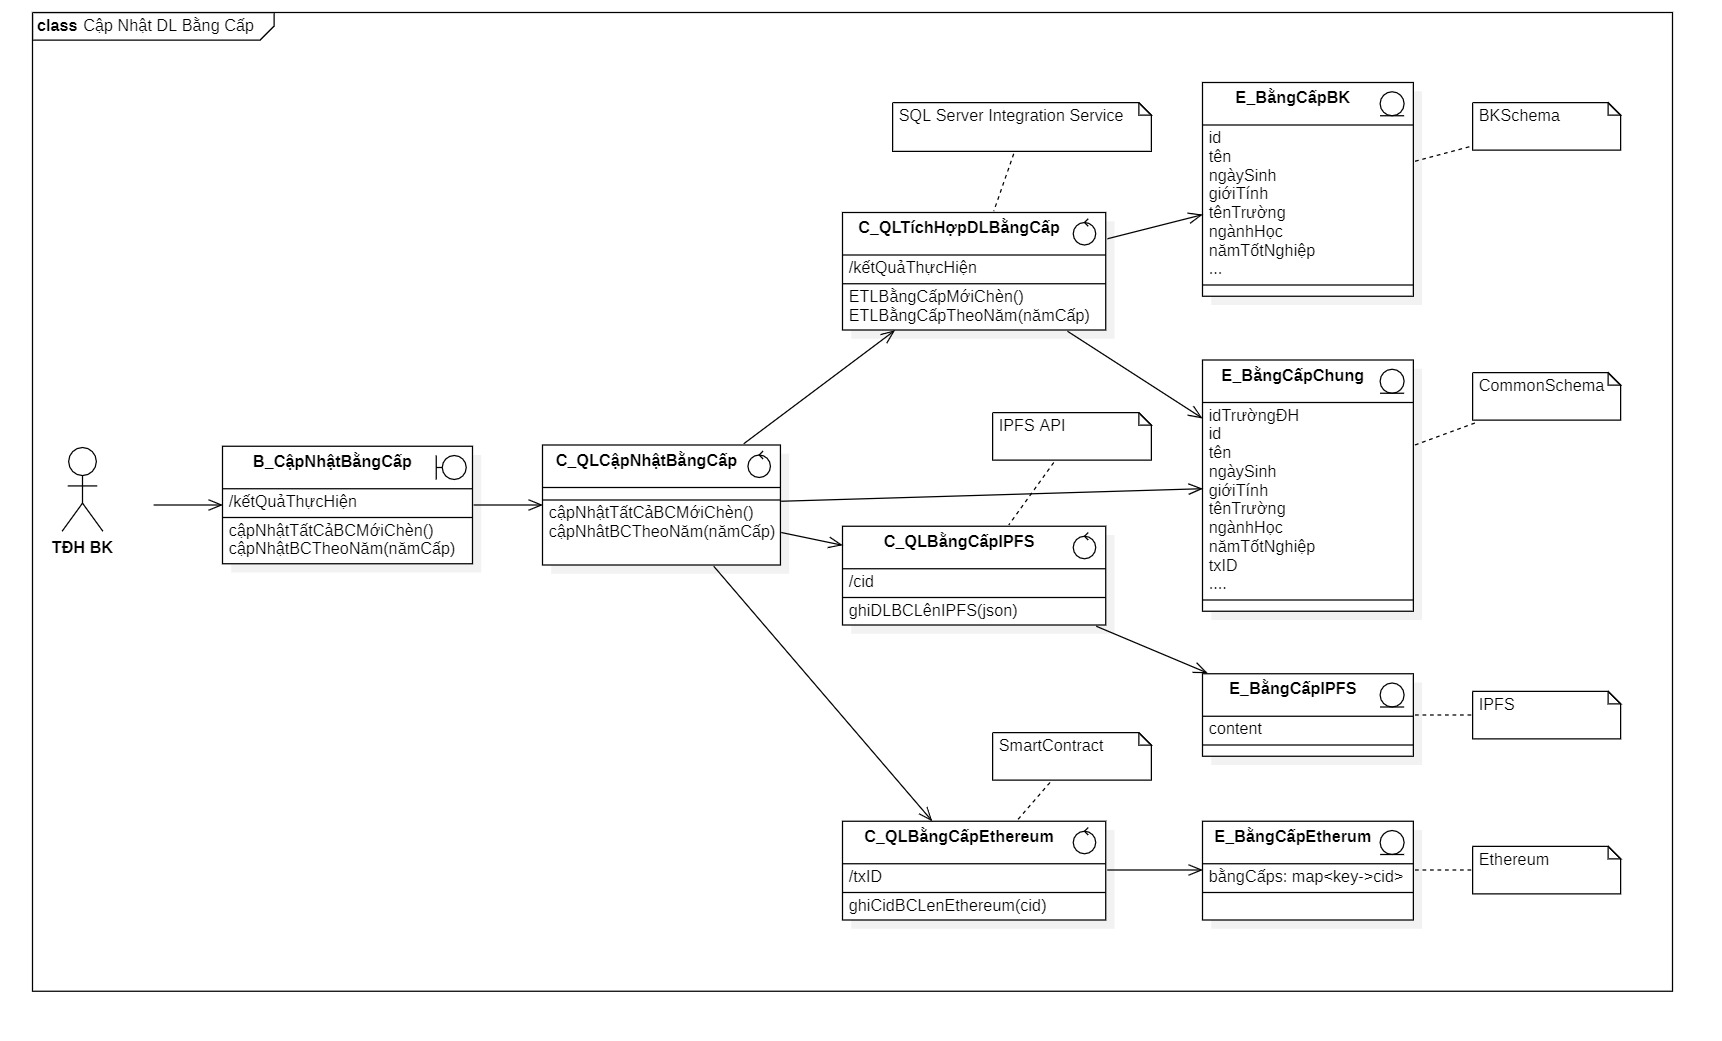 class Cập Nhật DL Bằng Cấp
SQL Server Integration Service
E_BằngCấpBK
id
tên
ngàySinh
giớiTính
tênTrường
ngànhHọc
nămTốtNghiệp
...
BKSchema
C_QLTíchHợpDLBằngCấp
/kếtQuảThựcHiện
ETLBằngCấpMớiChèn()
ETLBằngCấpTheoNăm(nămCấp)
E_BằngCấpChung
idTrườngĐH
id
tên
ngàySinh
giớiTính
tênTrường
ngànhHọc
nămTốtNghiệp
txID
....
CommonSchema
IPFS API
TĐH BK
B_CậpNhậtBằngCấp
/kếtQuảThựcHiện
cậpNhậtTấtCảBCMớiChèn()
cậpNhậtBCTheoNăm(nămCấp)
C_QLCậpNhậtBằngCấp
cậpNhậtTấtCảBCMớiChèn()
cậpNhâtBCTheoNăm(nămCấp)
C_QLBằngCấpIPFS
/cid
ghiDLBCLênIPFS(json)
E_BằngCấpIPFS
content
IPFS
SmartContract
C_QLBằngCấpEthereum
/txID
ghiCidBCLenEthereum(cid)
E_BằngCấpEtherum
bằngCấps: map<key->cid>
Ethereum